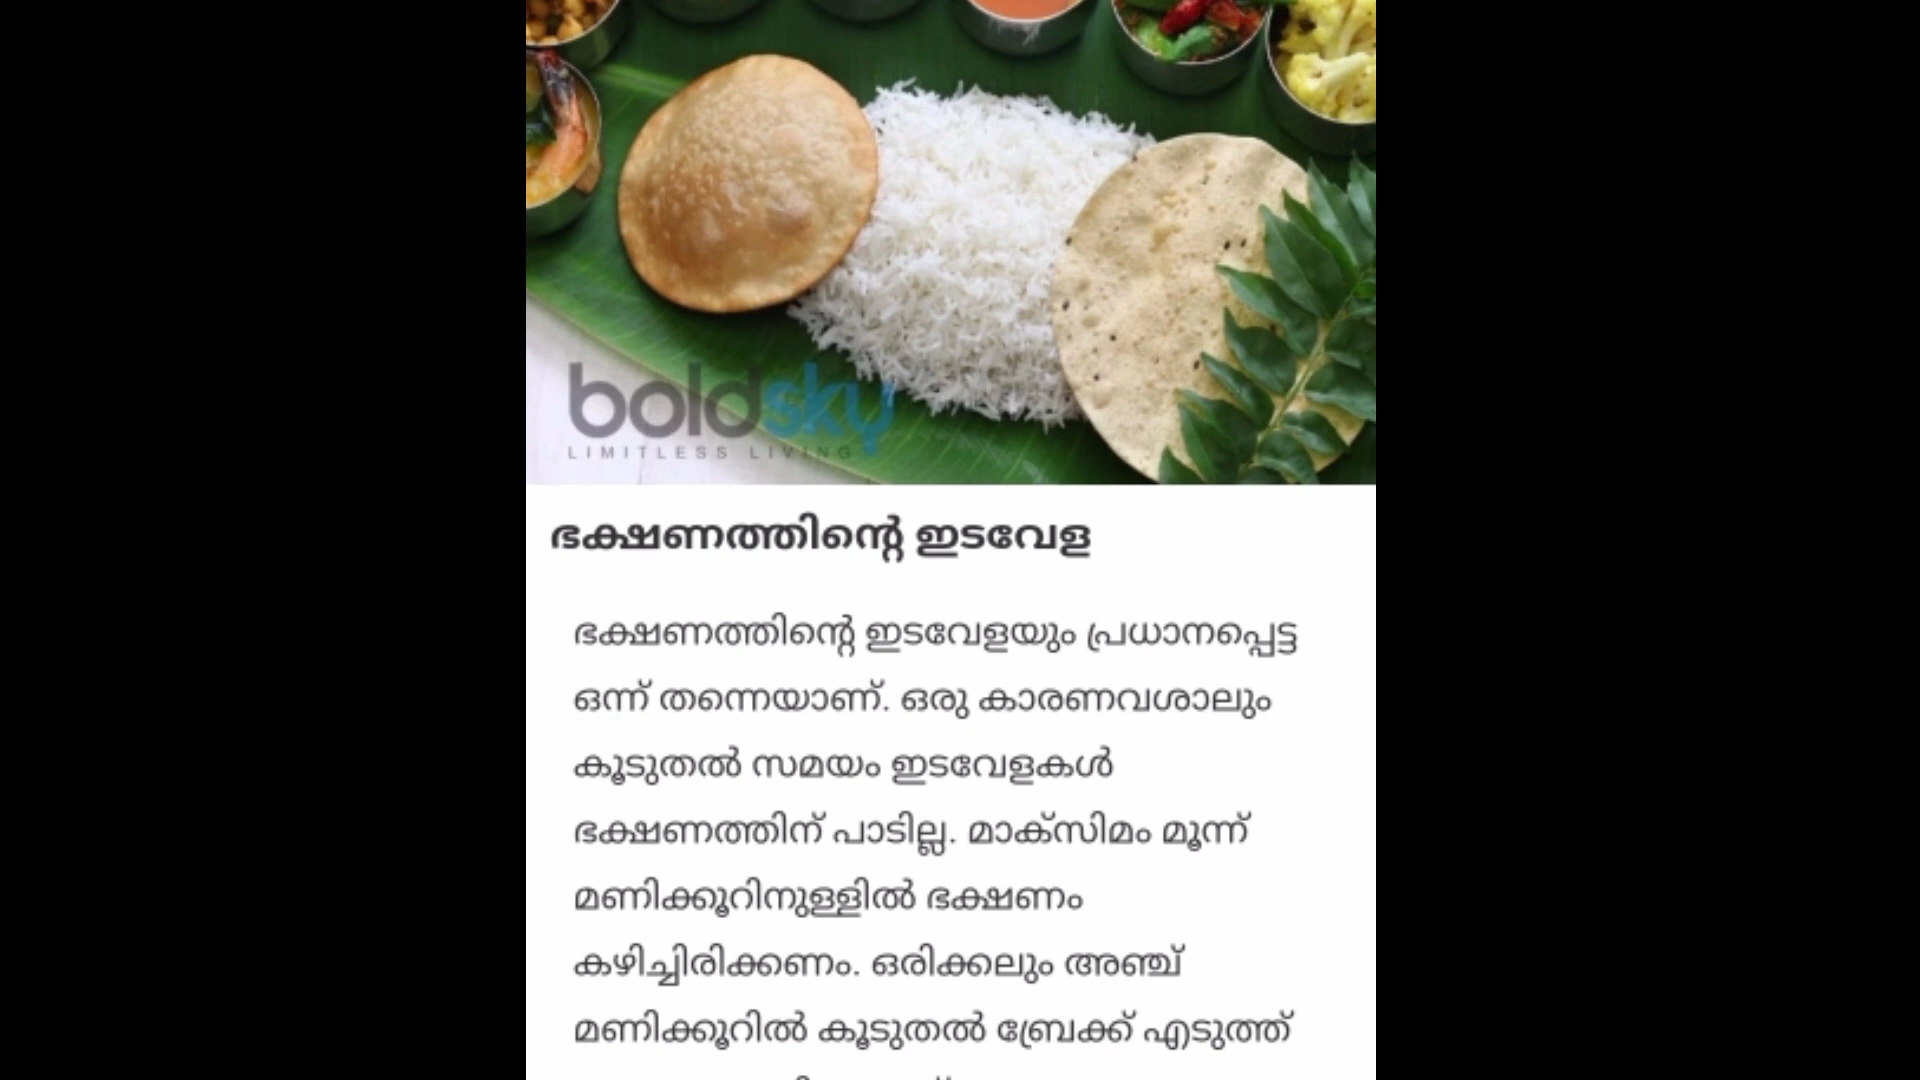 boldsky
LIMITLESS LIVING
ഭക്ഷണത്തിന്റെ ഇടവേള
ഭക്ഷണത്തിന്റെ ഇടവേളയും പ്രധാനപ്പെട്ട
ഒന്ന് തന്നെയാണ്. ഒരു കാരണവശാലും
കൂടുതൽ സമയം ഇടവേളകൾ
ഭക്ഷണത്തിന് പാടില്ല. മാക്സിമം മൂന്ന്
മണിക്കൂറിനുള്ളിൽ ഭക്ഷണം
കഴിച്ചിരിക്കണം. ഒരിക്കലും അഞ്ച്
മണിക്കൂറിൽ കൂടുതൽ ബ്രേക്ക് എടുത്ത്